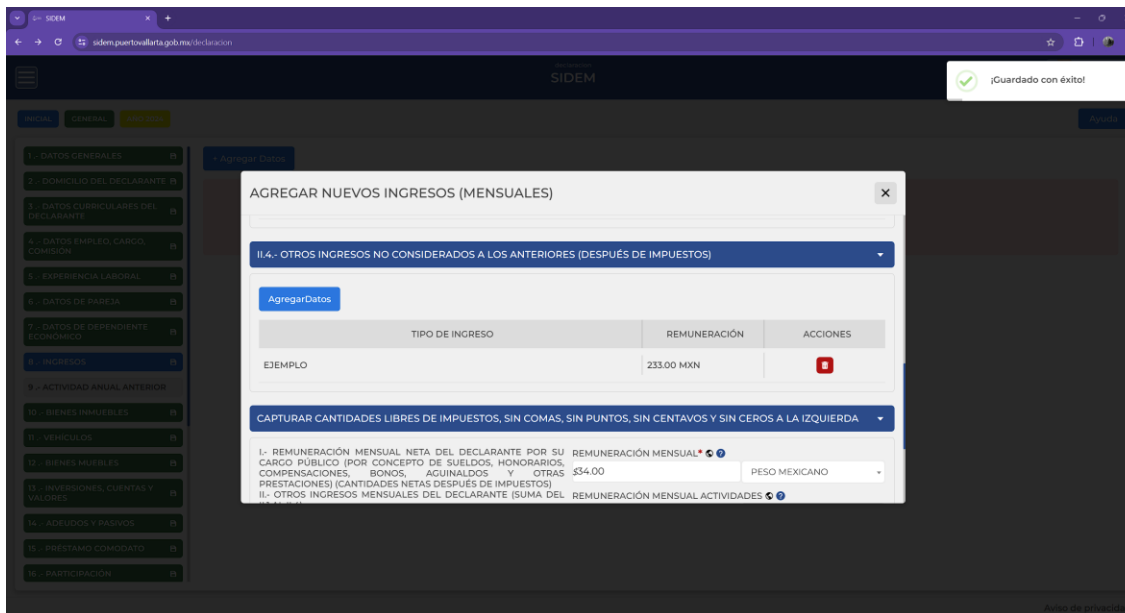 SIDEM
sidem.puertovallarta.gob.mx/declaracion
SIDEM
¡Guardado con éxito!
INICIAL GENERAL
Ayuda
1.- DATOS GENERALES
2.- DOMICILIO DEL DECLARANTE
3.- DATOS CURRICULARES DEL
DECLARANTE
4.- DATOS EMPLEO, CARGO,
COMISIÓN
5.- EXPERIENCIA LABORAL
6.- DATOS DE PAREJA
7.- DATOS DE DEPENDIENTE
ECONÓMICO
8.- INGRESOS
9.- ACTIVIDAD ANUAL ANTERIOR
10.- BIENES INMUEBLES
11.- VEHÍCULOS
12.- BIENES MUEBLES
13.- INVERSIONES, CUENTAS Y
VALORES
14.- ADEUDOS Y PASIVOS
15.- PRÉSTAMO COMODATO
16.- PARTICIPACIÓN
+ Agregar Datos
AGREGAR NUEVOS INGRESOS (MENSUALES)
II.4.- OTROS INGRESOS NO CONSIDERADOS A LOS ANTERIORES (DESPUÉS DE IMPUESTOS)
AgregarDatos
TIPO DE INGRESO REMUNERACIÓN ACCIONES
EJEMPLO 233.00 MXN
CAPTURAR CANTIDADES LIBRES DE IMPUESTOS, SIN COMAS, SIN PUNTOS, SIN CENTAVOS Y SIN CEROS A LA IZQUIERDA
I.- REMUNERACIÓN MENSUAL NETA DEL DECLARANTE POR SU
CARGO PÚBLICO (POR CONCEPTO DE SUELDOS, HONORARIOS,
COMPENSACIONES, BONOS, AGUINALDOS Y OTRAS
PRESTACIONES) (CANTIDADES NETAS DESPUÉS DE IMPUESTOS)
REMUNERACIÓN MENSUAL*
$34.00 PESO MEXICANO
II.- OTROS INGRESOS MENSUALES DEL DECLARANTE (SUMA DEL
REMUNERACIÓN MENSUAL ACTIVIDADES
Aviso de privacida